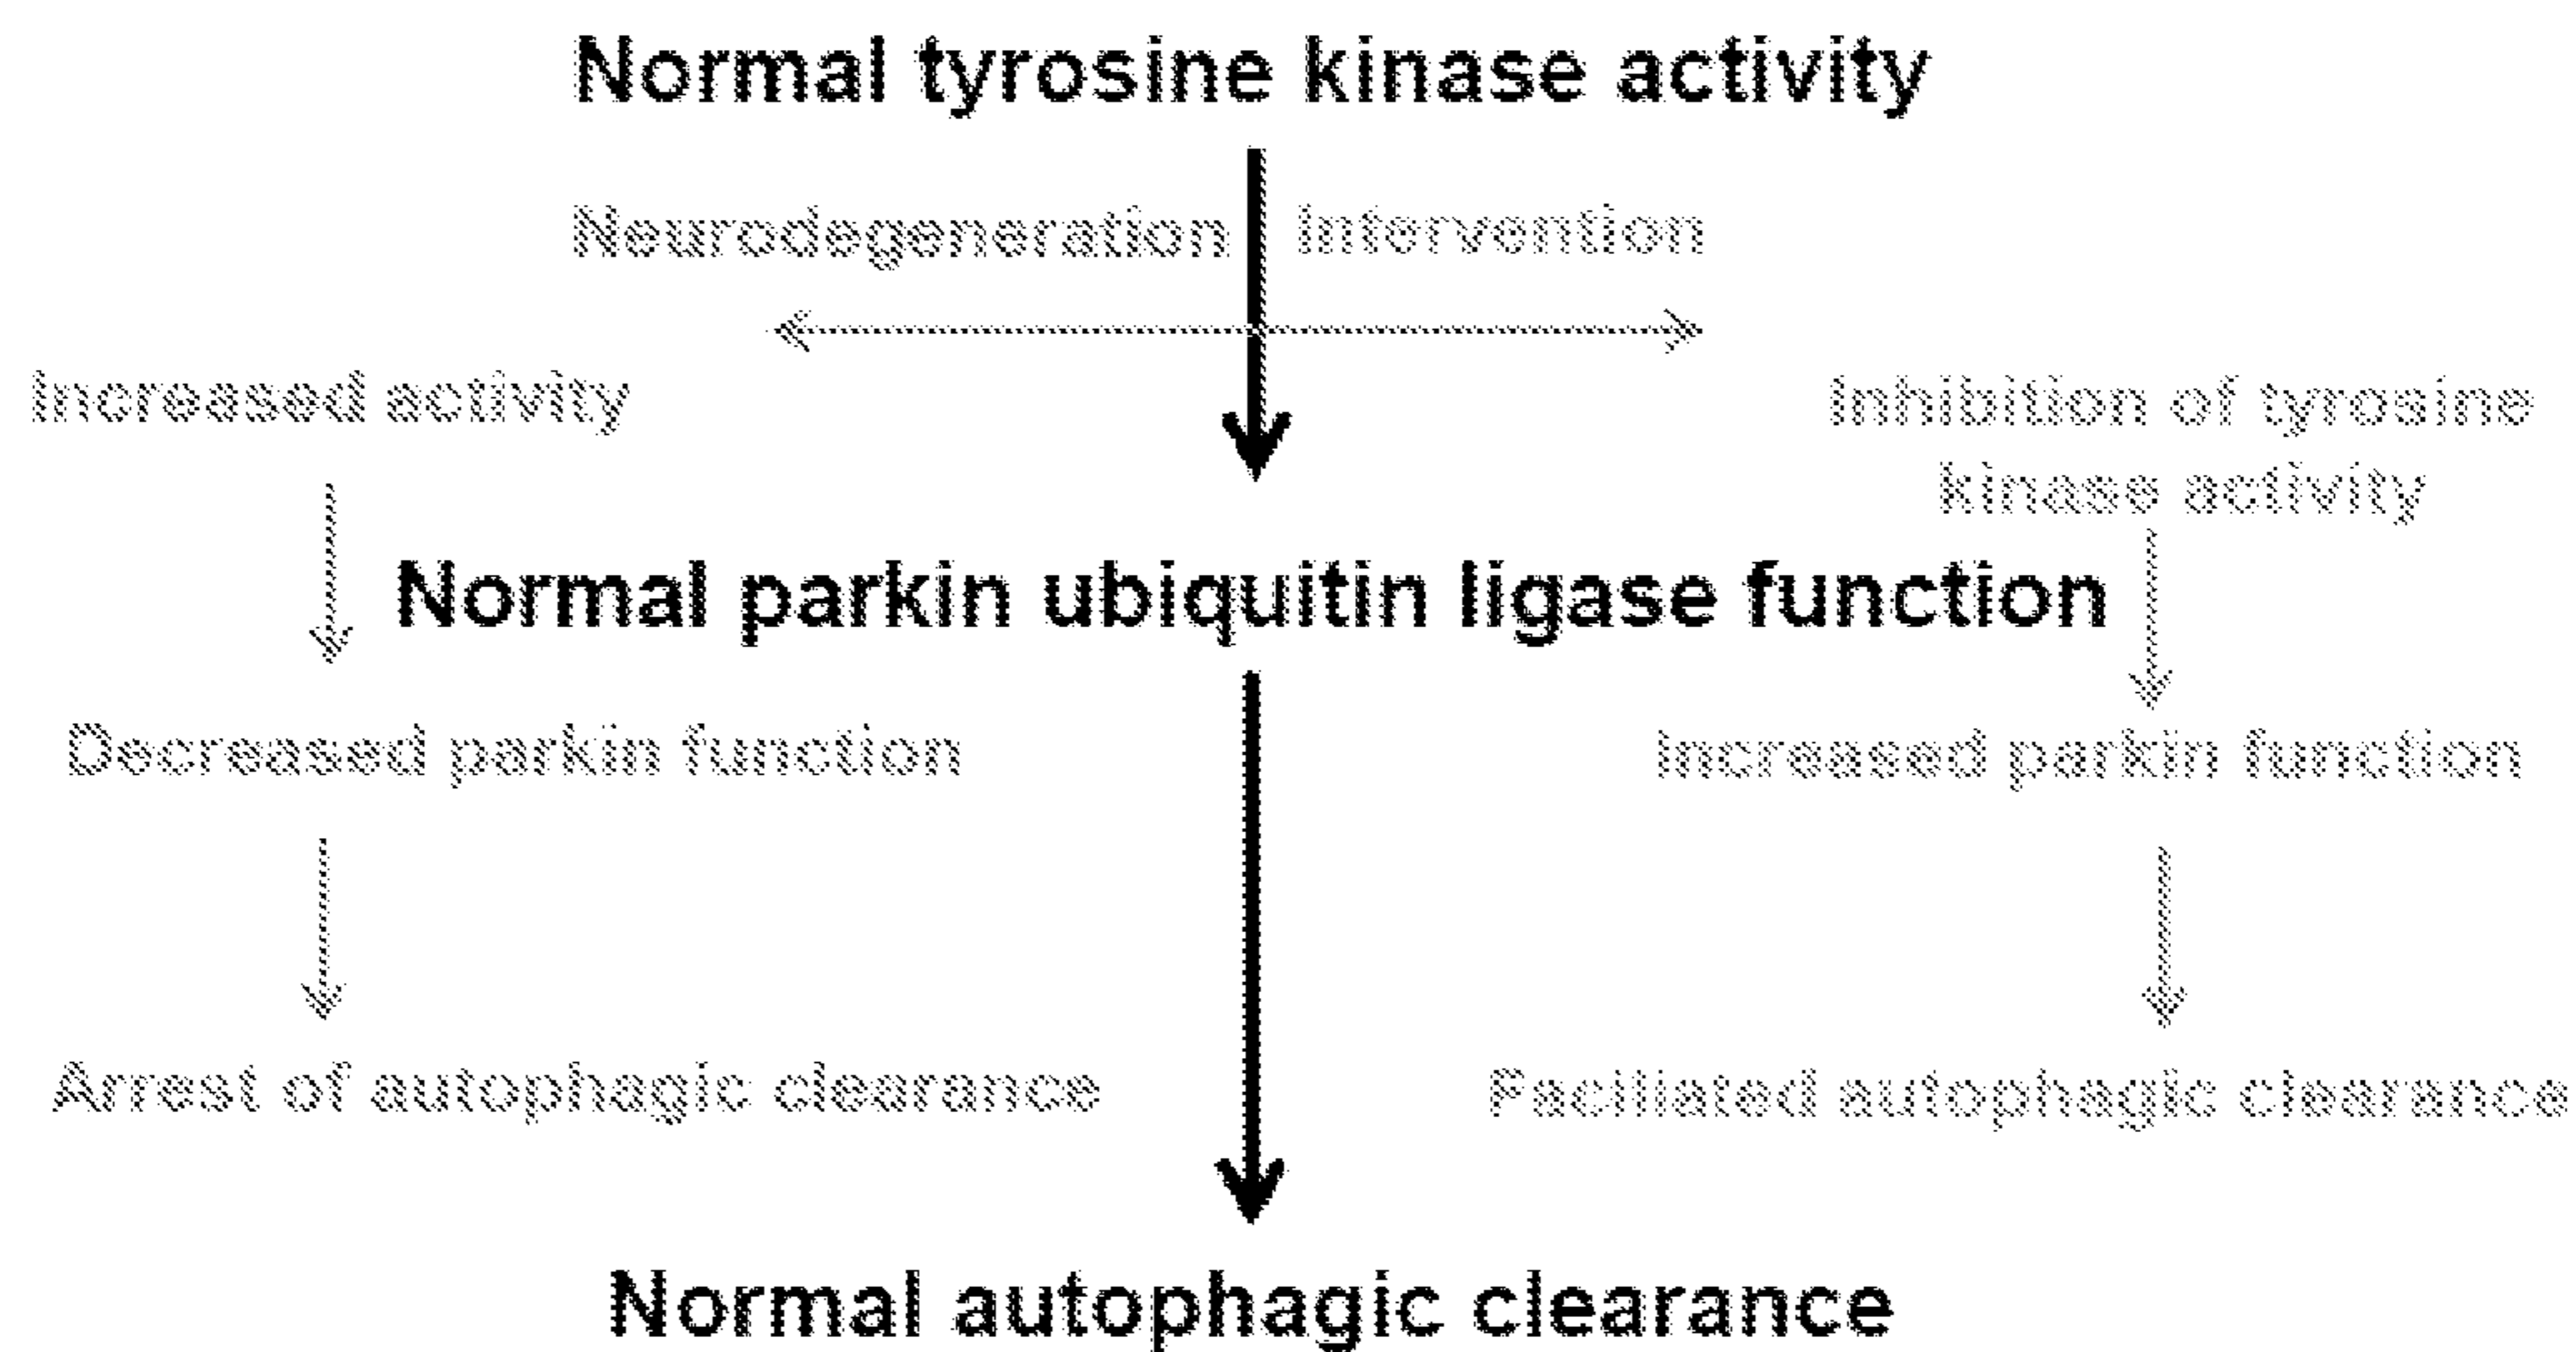 Normal tyrosine kinase activity
Neurodegeneration
Intervention
Increased activity
Inhibition of tyrosine
kinase activity
Normal parkin ubiquitin ligase function
Decreased parkin function
Increased parkin function
Arrest of autophagic clearance
Faciliated autophagic clearance
Normal autophagic clearance